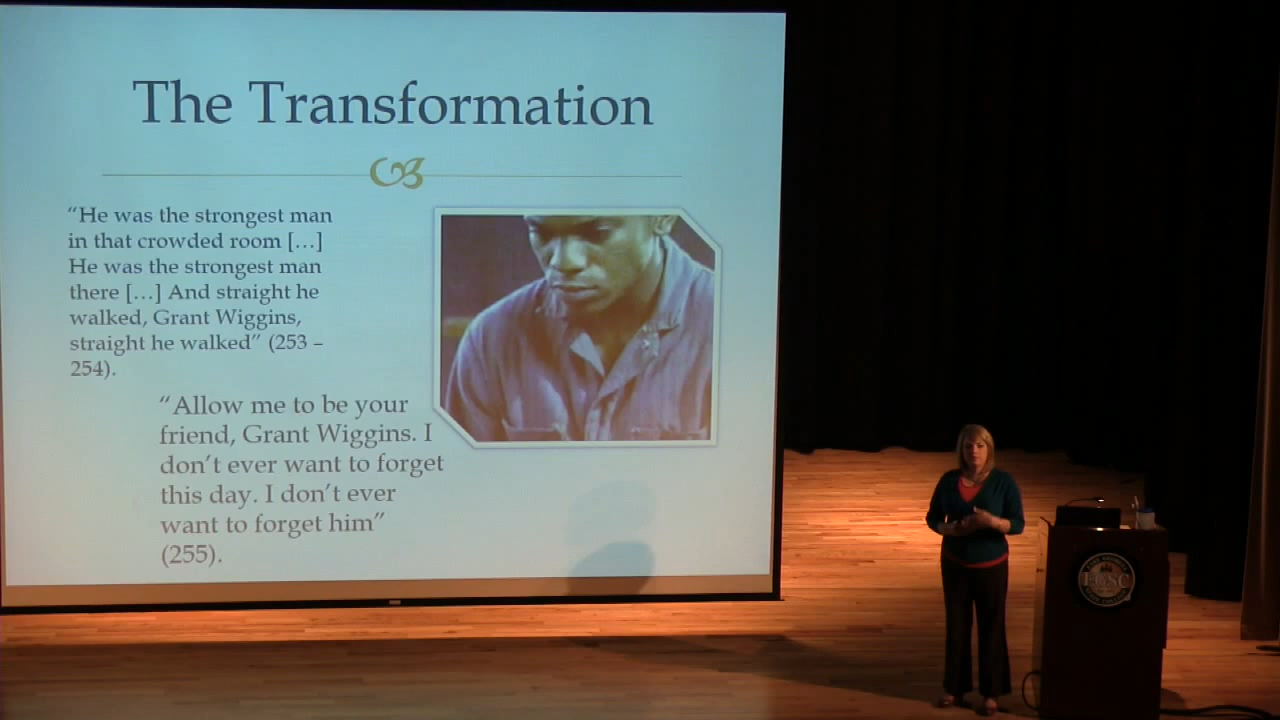 The Transformation
“He was the strongest man
in that crowded room […]
He was the strongest man
there […] And straight he
walked, Grant Wiggins,
straight he walked” (253 –
254).
“Allow me to be your
friend, Grant Wiggins. I
don’t ever want to forget
this day. I don’t ever
want to forget him”
(255).